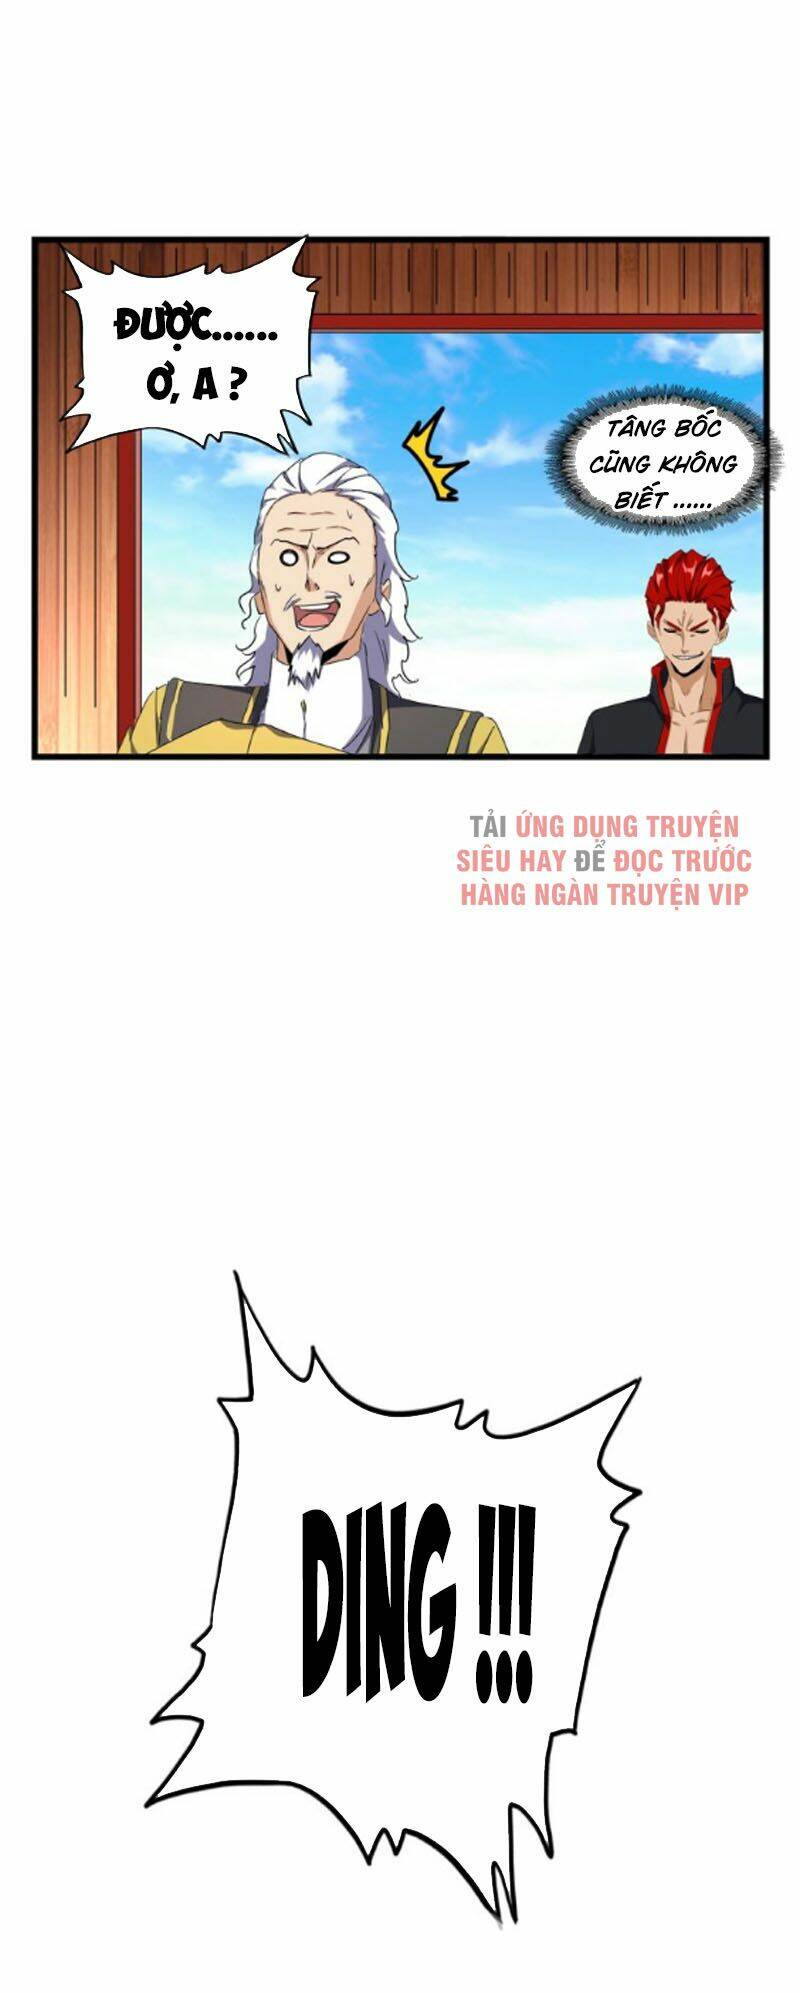 ĐƯỢC......
Ơ, A ?
TÂNG BỐC
CŨNG KHÔNG
BIẾT ......
TẢI ỨNG DỤNG TRUYỆN
SIÊU HAY ĐỂ ĐỌC TRƯỚC
HÀNG NGÀN TRUYỆN VIP
DING !!!